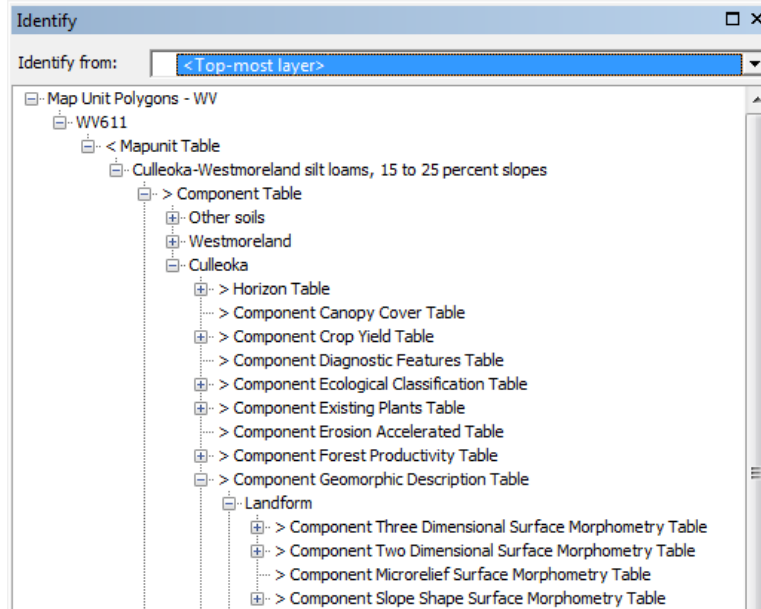 Identify
Identify from: <Top-most layer>
Map Unit Polygons - WV
WV611
< Mapunit Table
Culleoka-Westmoreland silt loams, 15 to 25 percent slopes
> Component Table
Other soils
Westmoreland
Culleoka
> Horizon Table
> Component Canopy Cover Table
> Component Crop Yield Table
> Component Diagnostic Features Table
> Component Ecological Classification Table
> Component Existing Plants Table
> Component Erosion Accelerated Table
> Component Forest Productivity Table
> Component Geomorphic Description Table
Landform
> Component Three Dimensional Surface Morphometry Table
> Component Two Dimensional Surface Morphometry Table
> Component Microrelief Surface Morphometry Table
> Component Slope Shape Surface Morphometry Table